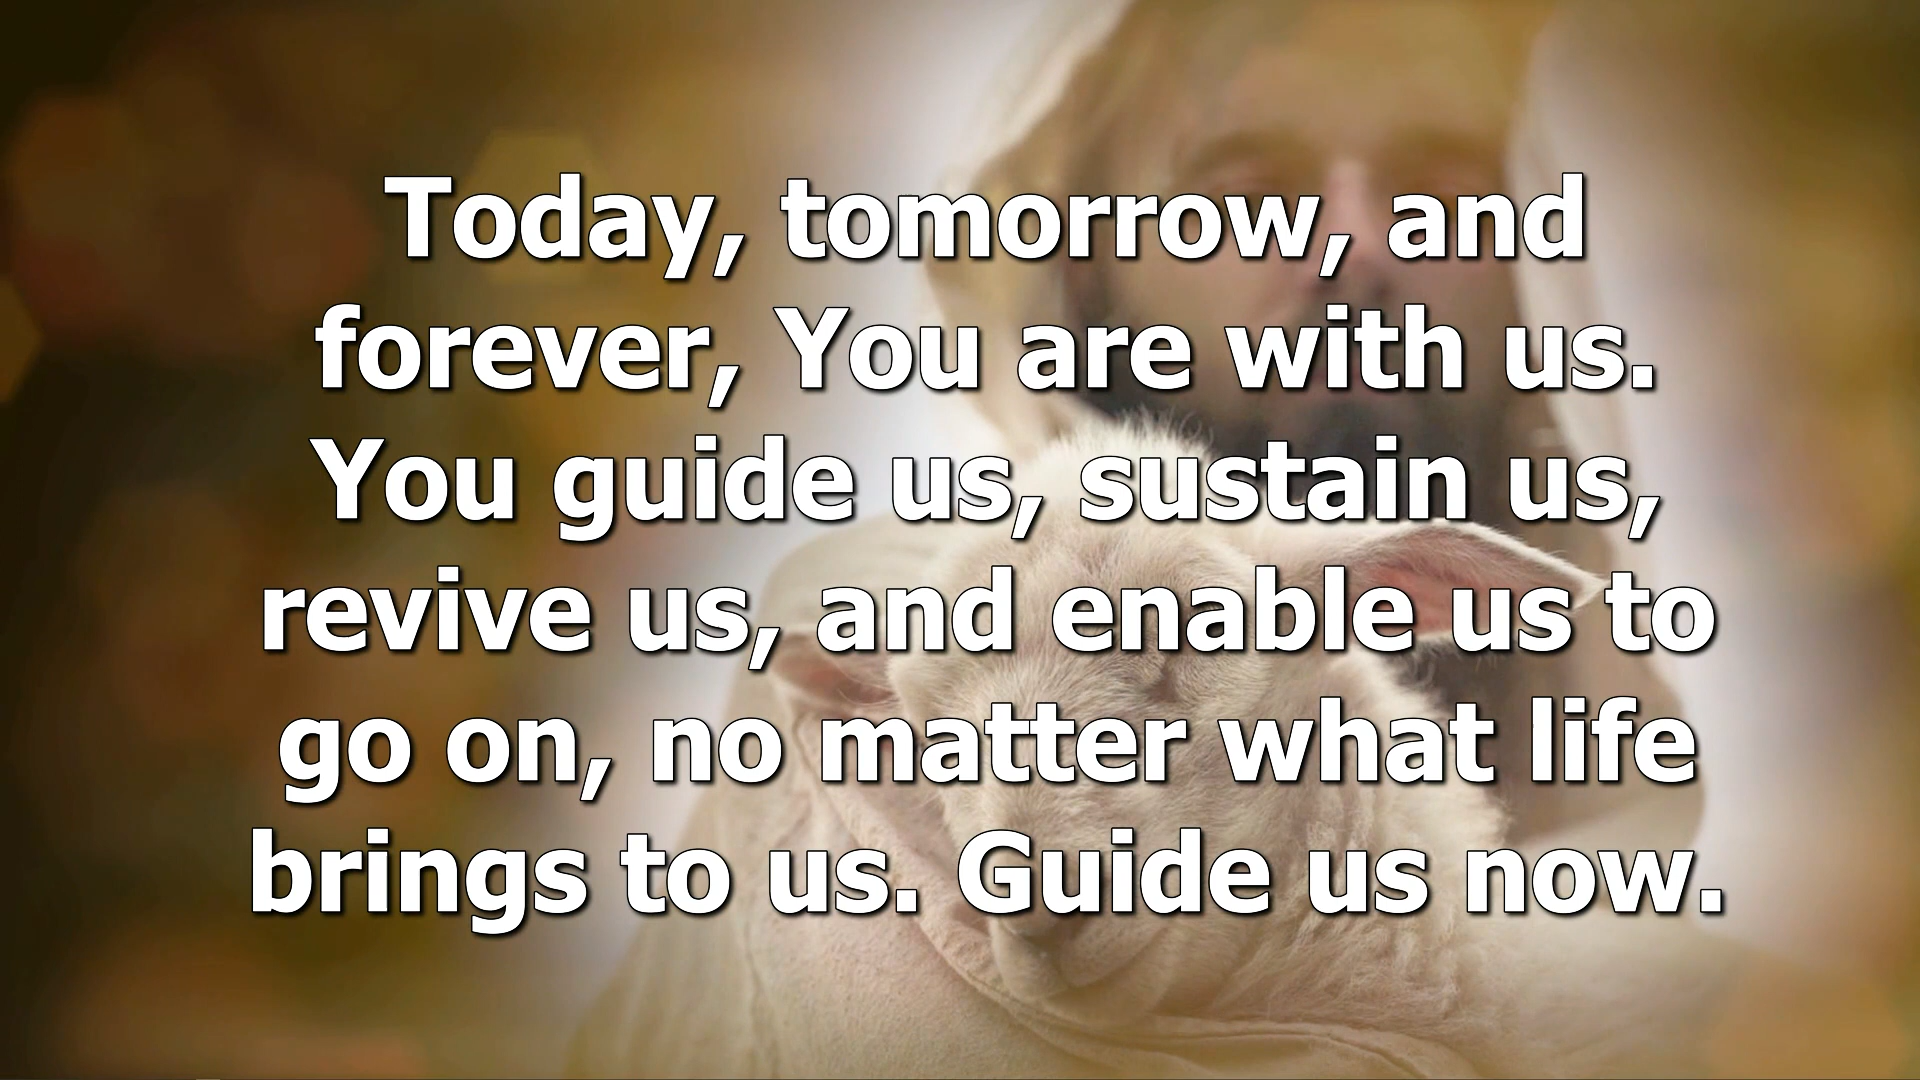 Today, tomorrow, and
forever, You are with us.
You guide us, sustain us,
revive us, and enable us to
go on, no matter what life
brings to us. Guide us now.